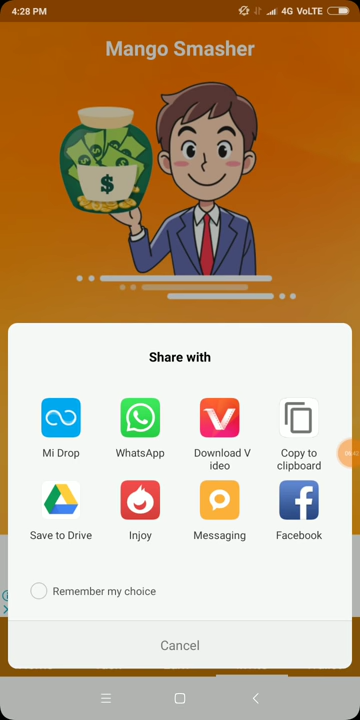 4:28 PM 4G VoLTE
Mango Smasher
$
Share with
Mi Drop
WhatsApp
Download V
ideo
Copy to
clipboard
Save to Drive
Injoy
Messaging
Facebook
Remember my choice
Cancel